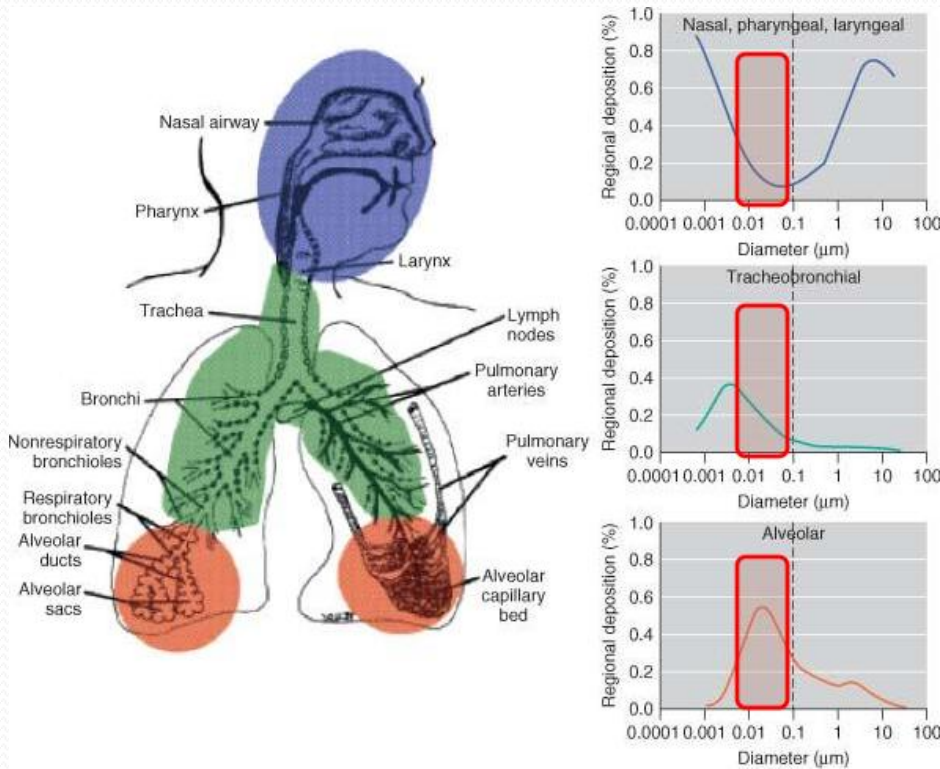 Nasal airway
Pharynx
Larynx
Trachea
Lymph
nodes
Bronchi
Pulmonary
arteries
Nonrespiratory
bronchioles
Pulmonary
veins
Respiratory
bronchioles
Alveolar
ducts
Alveolar
sacs
Alveolar
capillary
bed
Nasal, pharyngeal, laryngeal
Regional deposition (%)
1.0
0.8
0.6
0.4
0.2
0.0
0.0001 0.001 0.01 0.1 1 10 100
Diameter (μm)
Tracheobronchial
Regional deposition (%)
1.0
0.8
0.6
0.4
0.2
0.0
0.0001 0.001 0.01 0.1 1 10 100
Diameter (μm)
Alveolar
Regional deposition (%)
1.0
0.8
0.6
0.4
0.2
0.0
0.0001 0.001 0.01 0.1 1 10 100
Diameter (μm)